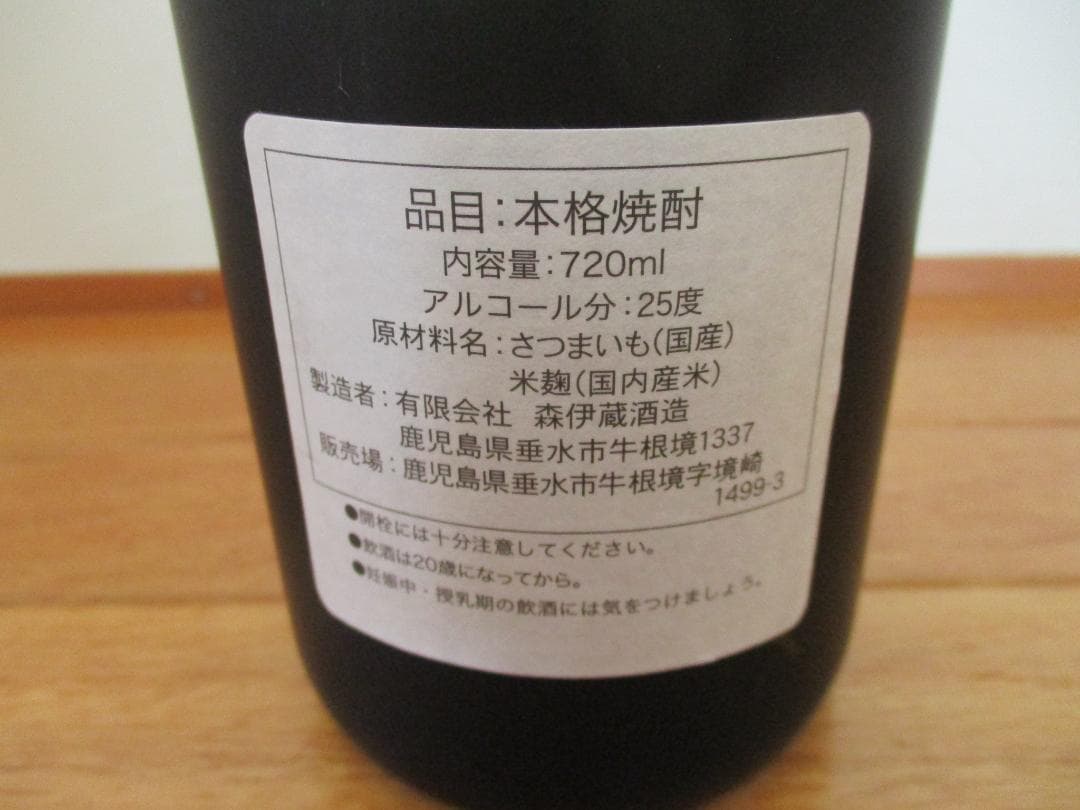 品目：本格焼酎
内容量：720ml
アルコール分：25度
原材料名：さつまいも（国産）
米麹（国内産米）
製造者：有限会社 森伊蔵酒造
鹿児島県垂水市牛根境1337
販売場：鹿児島県垂水市牛根境字境崎
1499-3
●開栓には十分注意してください。
●飲酒は20歳になってから。
●妊娠中・授乳期の飲酒には気をつけましょう。